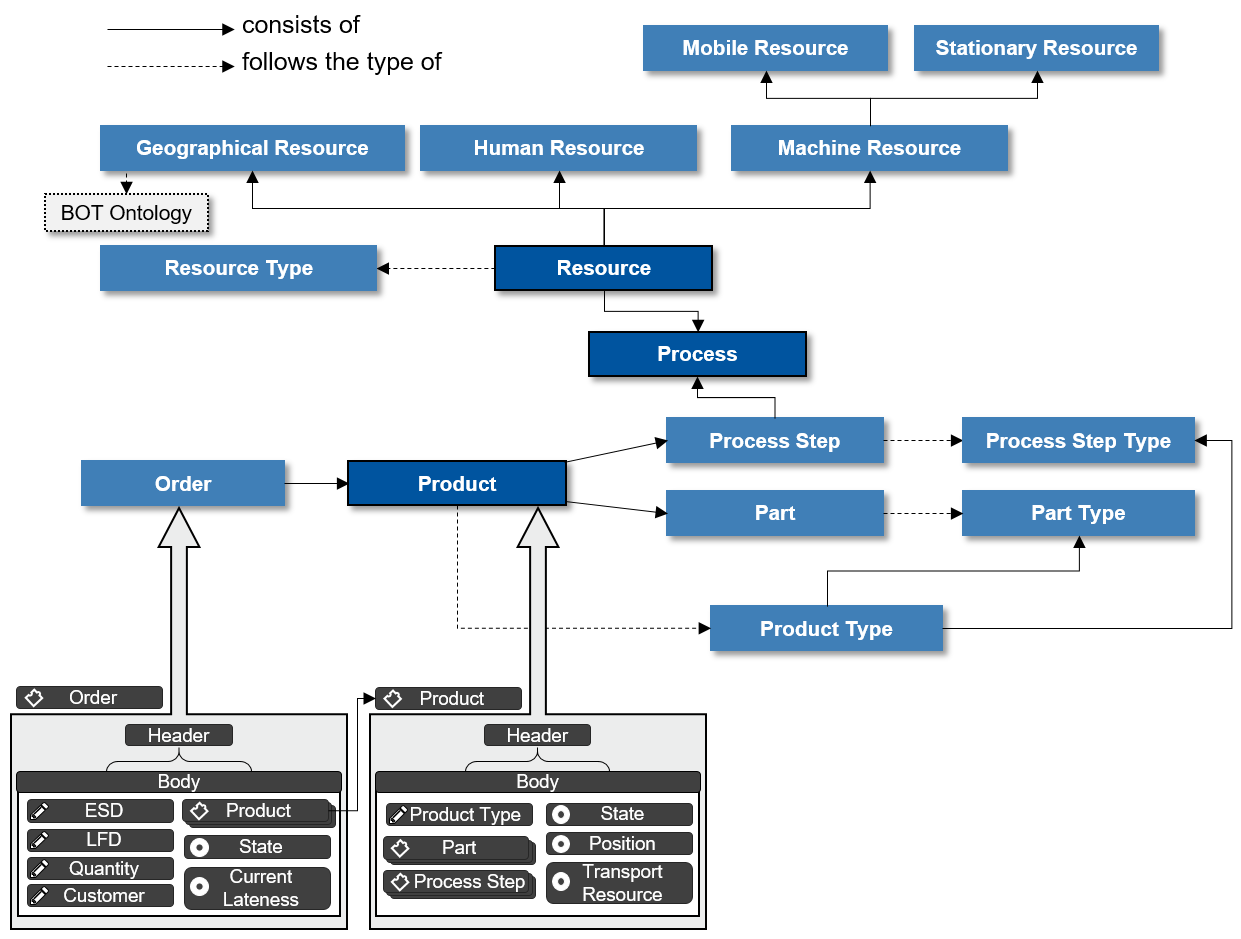 consists of
follows the type of
Mobile Resource
Stationary Resource
Geographical Resource
Human Resource
Machine Resource
BOT Ontology
Resource Type
Resource
Process
Process Step
Process Step Type
Order
Product
Part
Part Type
Product Type
Order
Header
Body
ESD
LFD
Quantity
Customer
Product
State
Current
Lateness
Product
Header
Body
Product Type
Part
Process Step
State
Position
Transport
Resource